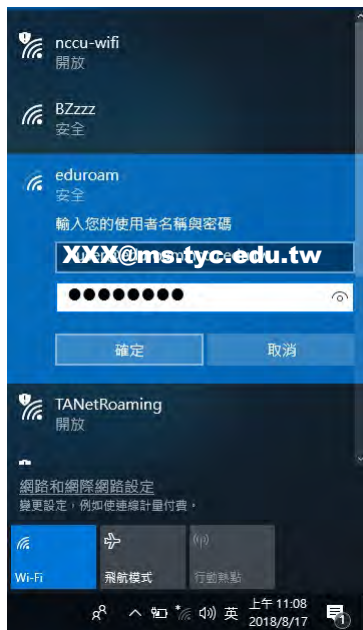 nccu-wifi
開放
BZzzz
安全
eduroam
安全
輸入您的使用者名稱與密碼
XXX@ms.tyc.edu.tw
●●●●●●●●
確定
取消
TANetRoaming
開放
網路和網際網路設定
變更設定，例如使連線計量付費。
Wi-Fi
飛航模式
行動熱點
英
上午 11:08
2018/8/17
1